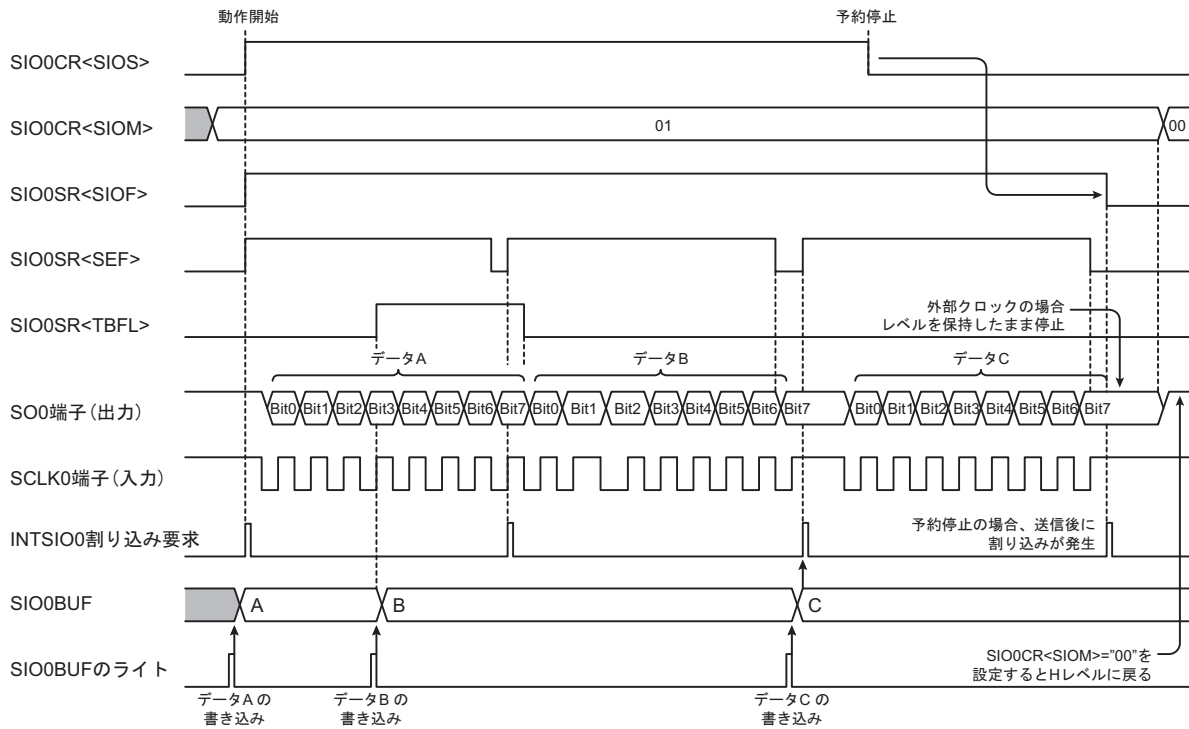 動作開始
予約停止
SIO0CR<SIOS>
SIO0CR<SIOM>
01
00
SIO0SR<SIOF>
SIO0SR<SEF>
SIO0SR<TBFL>
外部クロックの場合
レベルを保持したまま停止
データA
データB
データC
SO0端子(出力)
Bit0 Bit1 Bit2 Bit3 Bit4 Bit5 Bit6 Bit7 Bit0 Bit1 Bit2 Bit3 Bit4 Bit5 Bit6 Bit7 Bit0 Bit1 Bit2 Bit3 Bit4 Bit5 Bit6 Bit7
SCLK0端子(入力)
INTSIO0割り込み要求
予約停止の場合、送信後に
割り込みが発生
SIO0BUF
A
B
C
SIO0BUFのライト
SIO0CR<SIOM>="00"を
設定するとHレベルに戻る
データA の
書き込み
データB の
書き込み
データC の
書き込み